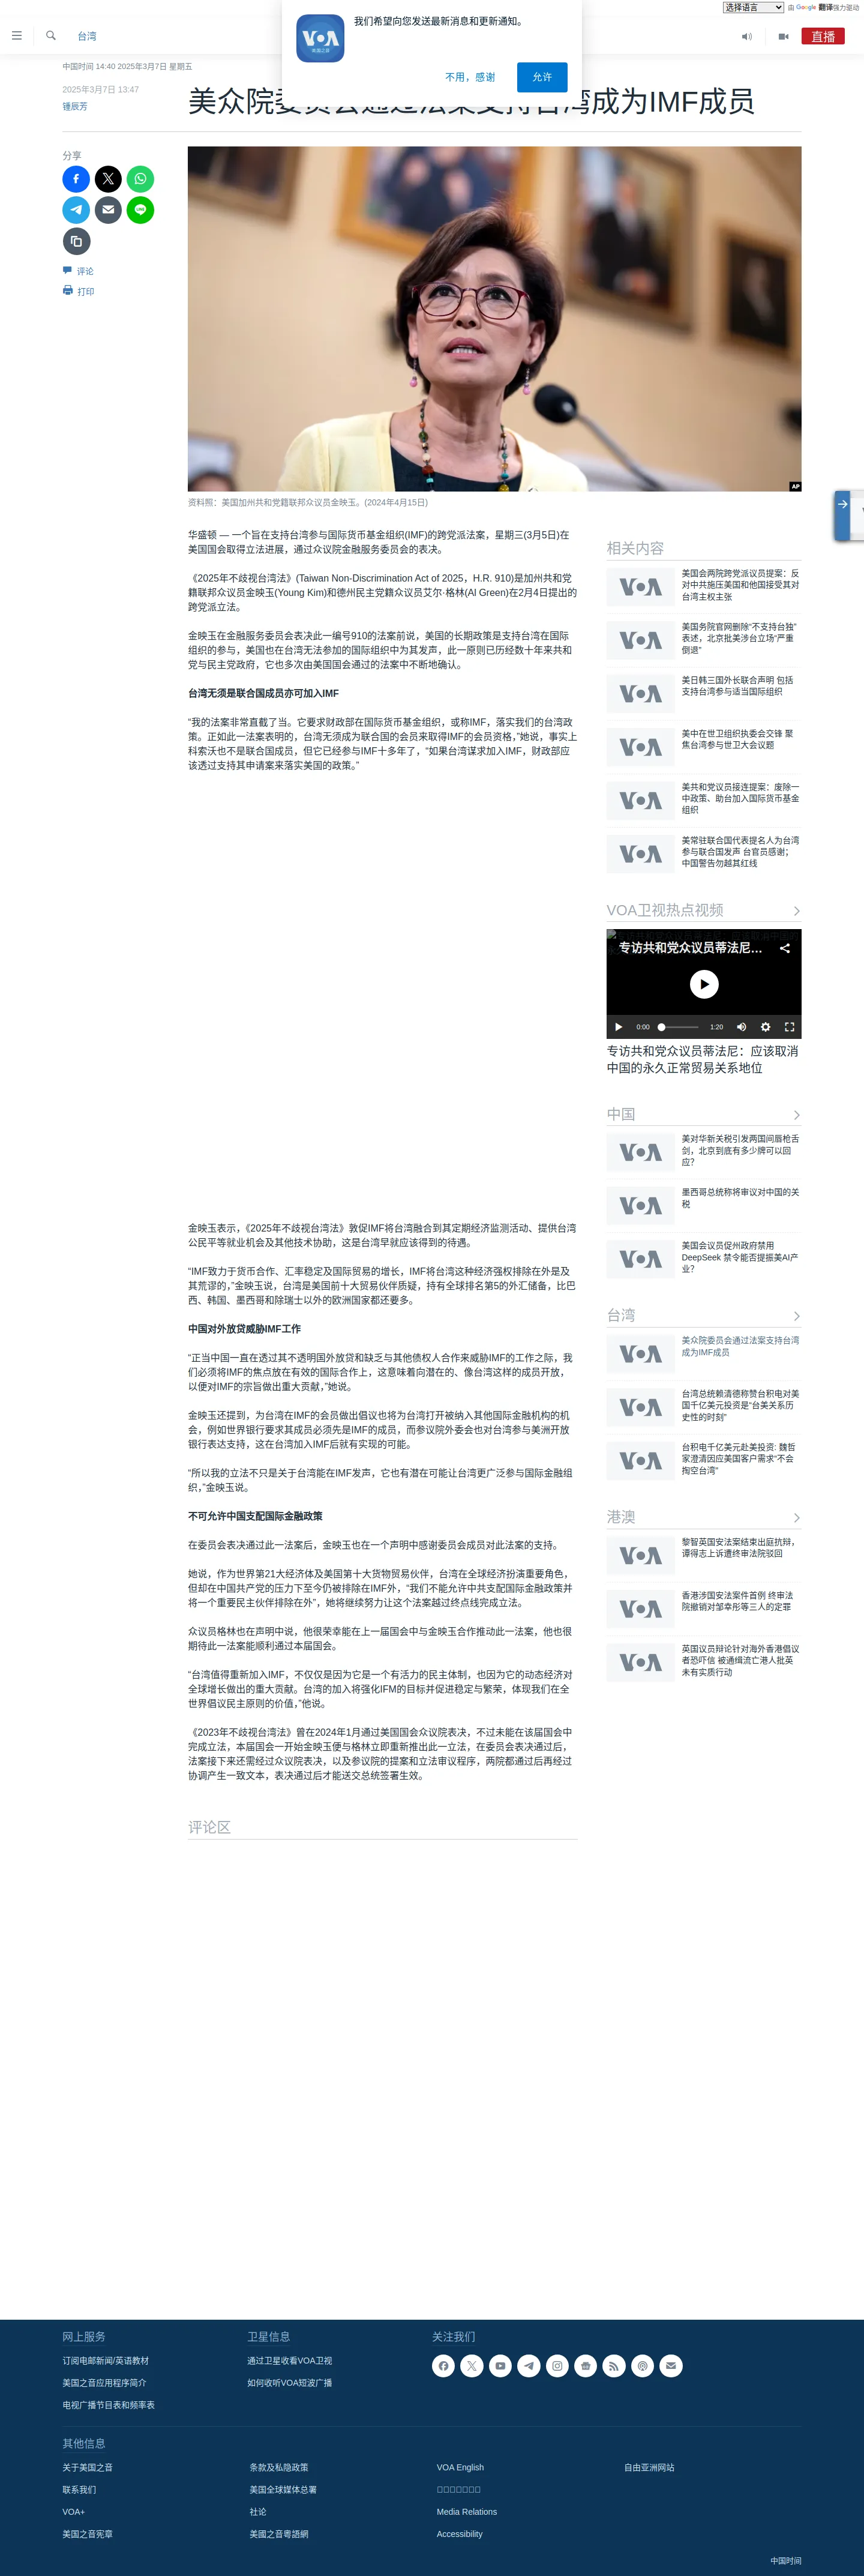 选择语言
由 Google 翻译强力驱动
台湾
直播
VOA
我们希望向您发送最新消息和更新通知。
不用，感谢
允许
中国时间 14:40 2025年3月7日 星期五
2025年3月7日 13:47
锺辰芳
美众院
成为IMF成员
分享
评论
打印
AP
资料照：美国加州共和党籍联邦众议员金映玉。(2024年4月15日)
华盛顿 — 一个旨在支持台湾参与国际货币基金组织(IMF)的跨党派法案，星期三(3月5日)在
美国国会取得立法进展，通过众议院金融服务委员会的表决。
《2025年不歧视台湾法》(Taiwan Non-Discrimination Act of 2025，H.R. 910)是加州共和党
籍联邦众议员金映玉(Young Kim)和德州民主党籍众议员艾尔·格林(Al Green)在2月4日提出的
跨党派立法。
金映玉在金融服务委员会表决此一编号910的法案前说，美国的长期政策是支持台湾在国际
组织的参与，美国也在台湾无法参加的国际组织中为其发声，此一原则已历经数十年来共和
党与民主党政府，它也多次由美国国会通过的法案中不断地确认。
台湾无须是联合国成员亦可加入IMF
“我的法案非常直截了当。它要求财政部在国际货币基金组织，或称IMF，落实我们的台湾政
策。正如此一法案表明的，台湾无须成为联合国的会员来取得IMF的会员资格，”她说，事实上
科索沃也不是联合国成员，但它已经参与IMF十多年了，“如果台湾谋求加入IMF，财政部应
该透过支持其申请案来落实美国的政策。”
金映玉表示，《2025年不歧视台湾法》敦促IMF将台湾融合到其定期经济监测活动、提供台湾
公民平等就业机会及其他技术协助，这是台湾早就应该得到的待遇。
“IMF致力于货币合作、汇率稳定及国际贸易的增长，IMF将台湾这种经济强权排除在外是及
其荒谬的，”金映玉说，台湾是美国前十大贸易伙伴质疑，持有全球排名第5的外汇储备，比巴
西、韩国、墨西哥和除瑞士以外的欧洲国家都还要多。
中国对外放贷威胁IMF工作
“正当中国一直在透过其不透明国外放贷和缺乏与其他债权人合作来威胁IMF的工作之际，我
们必须将IMF的焦点放在有效的国际合作上，这意味着向潜在的、像台湾这样的成员开放，
以便对IMF的宗旨做出重大贡献，”她说。
金映玉还提到，为台湾在IMF的会员做出倡议也将为台湾打开被纳入其他国际金融机构的机
会，例如世界银行要求其成员必须先是IMF的成员，而参议院外委会也对台湾参与美洲开放
银行表达支持，这在台湾加入IMF后就有实现的可能。
“所以我的立法不只是关于台湾能在IMF发声，它也有潜在可能让台湾更广泛参与国际金融组
织，”金映玉说。
不可允许中国支配国际金融政策
在委员会表决通过此一法案后，金映玉也在一个声明中感谢委员会成员对此法案的支持。
她说，作为世界第21大经济体及美国第十大货物贸易伙伴，台湾在全球经济扮演重要角色，
但却在中国共产党的压力下至今仍被排除在IMF外，“我们不能允许中共支配国际金融政策并
将一个重要民主伙伴排除在外”，她将继续努力让这个法案越过终点线完成立法。
众议员格林也在声明中说，他很荣幸能在上一届国会中与金映玉合作推动此一法案，他也很
期待此一法案能顺利通过本届国会。
“台湾值得重新加入IMF，不仅仅是因为它是一个有活力的民主体制，也因为它的动态经济对
全球增长做出的重大贡献。台湾的加入将强化IFM的目标并促进稳定与繁荣，体现我们在全
世界倡议民主原则的价值，”他说。
《2023年不歧视台湾法》曾在2024年1月通过美国国会众议院表决，不过未能在该届国会中
完成立法，本届国会一开始金映玉便与格林立即重新推出此一立法，在委员会表决通过后，
法案接下来还需经过众议院表决，以及参议院的提案和立法审议程序，两院都通过后再经过
协调产生一致文本，表决通过后才能送交总统签署生效。
评论区
相关内容
美国会两院跨党派议员提案：反
对中共施压美国和他国接受其对
台湾主权主张
美国务院官网删除“不支持台独”
表述，北京批美涉台立场“严重
倒退”
美日韩三国外长联合声明 包括
支持台湾参与适当国际组织
美中在世卫组织执委会交锋 聚
焦台湾参与世卫大会议题
美共和党议员接连提案：废除一
中政策、助台加入国际货币基金
组织
美常驻联合国代表提名人为台湾
参与联合国发声 台官员感谢；
中国警告勿越其红线
VOA卫视热点视频
专访共和党众议员蒂法尼...
0:00
1:20
专访共和党众议员蒂法尼：应该取消
中国的永久正常贸易关系地位
中国
美对华新关税引发两国间唇枪舌
剑，北京到底有多少牌可以回
应？
墨西哥总统称将审议对中国的关
税
美国会议员促州政府禁用
DeepSeek 禁令能否提振美AI产
业？
台湾
美众院委员会通过法案支持台湾
成为IMF成员
台湾总统赖清德称赞台积电对美
国千亿美元投资是“台美关系历
史性的时刻”
台积电千亿美元赴美投资: 魏哲
家澄清因应美国客户需求“不会
掏空台湾”
港澳
黎智英国安法案结束出庭抗辩，
谭得志上诉遭终审法院驳回
香港涉国安法案件首例 终审法
院撤销对邹幸彤等三人的定罪
英国议员辩论针对海外香港倡议
者恐吓信 被通缉流亡港人批英
未有实质行动
网上服务
订阅电邮新闻/英语教材
美国之音应用程序简介
电视广播节目表和频率表
卫星信息
通过卫星收看VOA卫视
如何收听VOA短波广播
关注我们
其他信息
关于美国之音
条款及私隐政策
VOA English
自由亚洲网站
联系我们
美国全球媒体总署
VOA+
社论
Media Relations
美国之音宪章
美國之音粵語網
Accessibility
中国时间